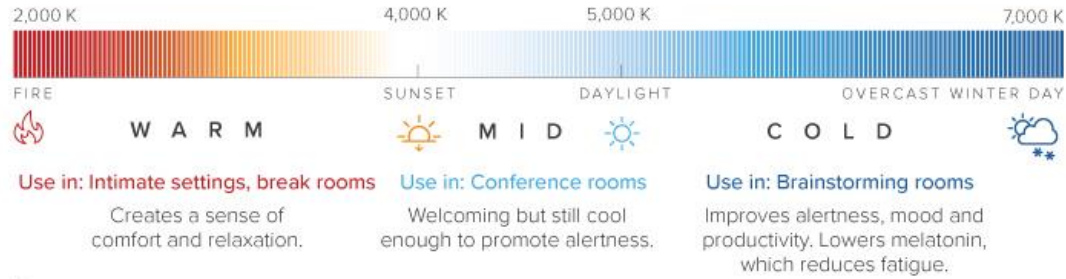 2,000 K 4,000 K 5,000 K 7,000 K
FIRE SUNSET DAYLIGHT OVERCAST WINTER DAY
WARM MID COLD
Use in: Intimate settings, break rooms
Creates a sense of
comfort and relaxation.
Use in: Conference rooms
Welcoming but still cool
enough to promote alertness.
Use in: Brainstorming rooms
Improves alertness, mood and
productivity. Lowers melatonin,
which reduces fatigue.